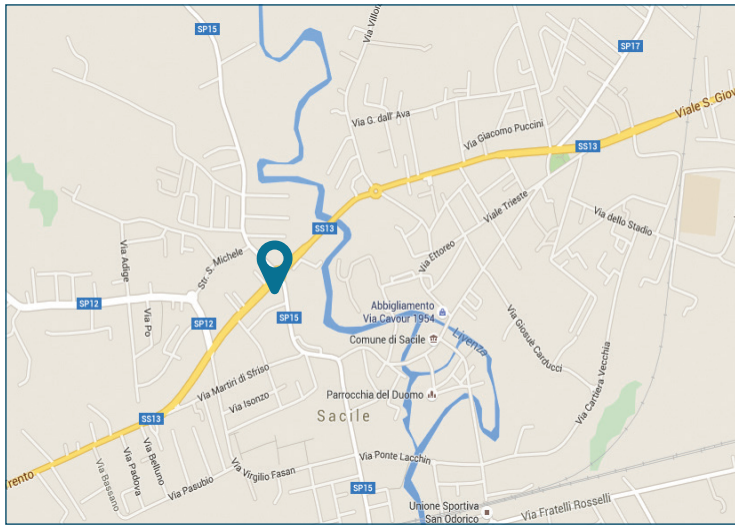 SP15
Via Villor
SP17
Viale S. Giov
Via G. dall' Ava
Via Giacomo Puccini
SS13
Viale Trieste
Via dello Stadio
SS13
Via Ettoreo
Str. S. Michele
Via Adige
SP12
Via Po
SP12
SP15
Abbigliamento
Via Cavour 1954
Livenza
Comune di Sacile
Via Giosuè Carducci
Via Cartiera Vecchia
Via Martiri di Sfriso
Via Isonzo
Parrocchia del Duomo
Sacile
SS13
Via Belluno
Via Padova
Via Bassano
Trento
Via Pasubio
Via Virgilio Fasan
Via Ponte Lacchin
SP15
Unione Sportiva
San Odorico
Via Fratelli Rosselli